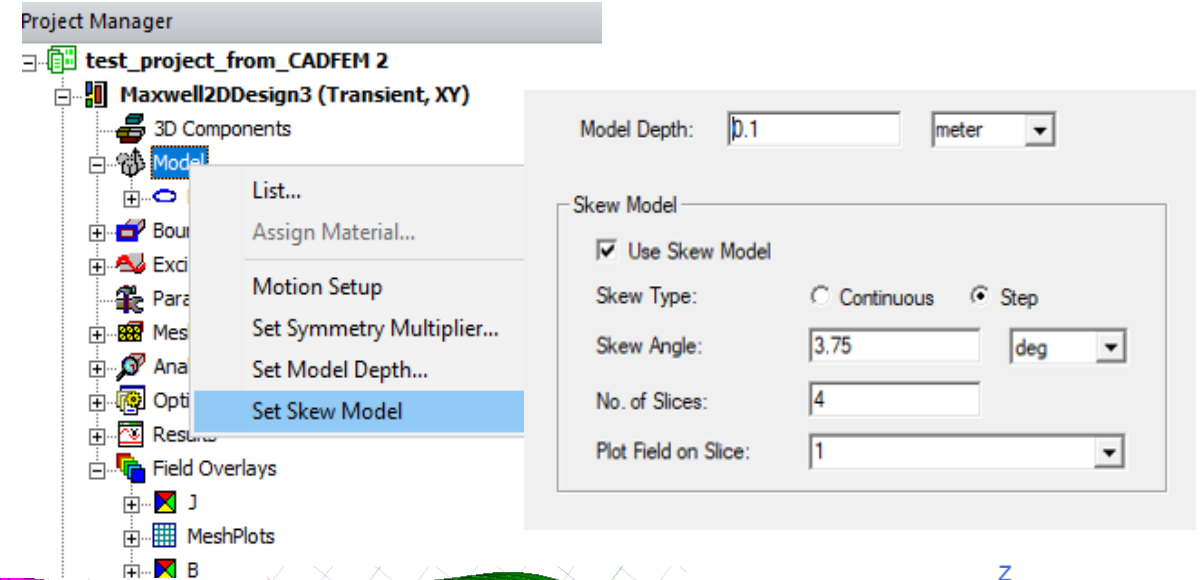 Project Manager
test_project_from_CADFEM 2
Maxwell2DDesign3 (Transient, XY)
3D Components
Model
List...
Assign Material...
Motion Setup
Set Symmetry Multiplier...
Set Model Depth...
Set Skew Model
Bour
Exci
Para
Mes
Ana
Opti
Results
Field Overlays
J
MeshPlots
B
Model Depth: 0.1 meter
Skew Model
Use Skew Model
Skew Type: Continuous Step
Skew Angle: 3.75 deg
No. of Slices: 4
Plot Field on Slice: 1
Z